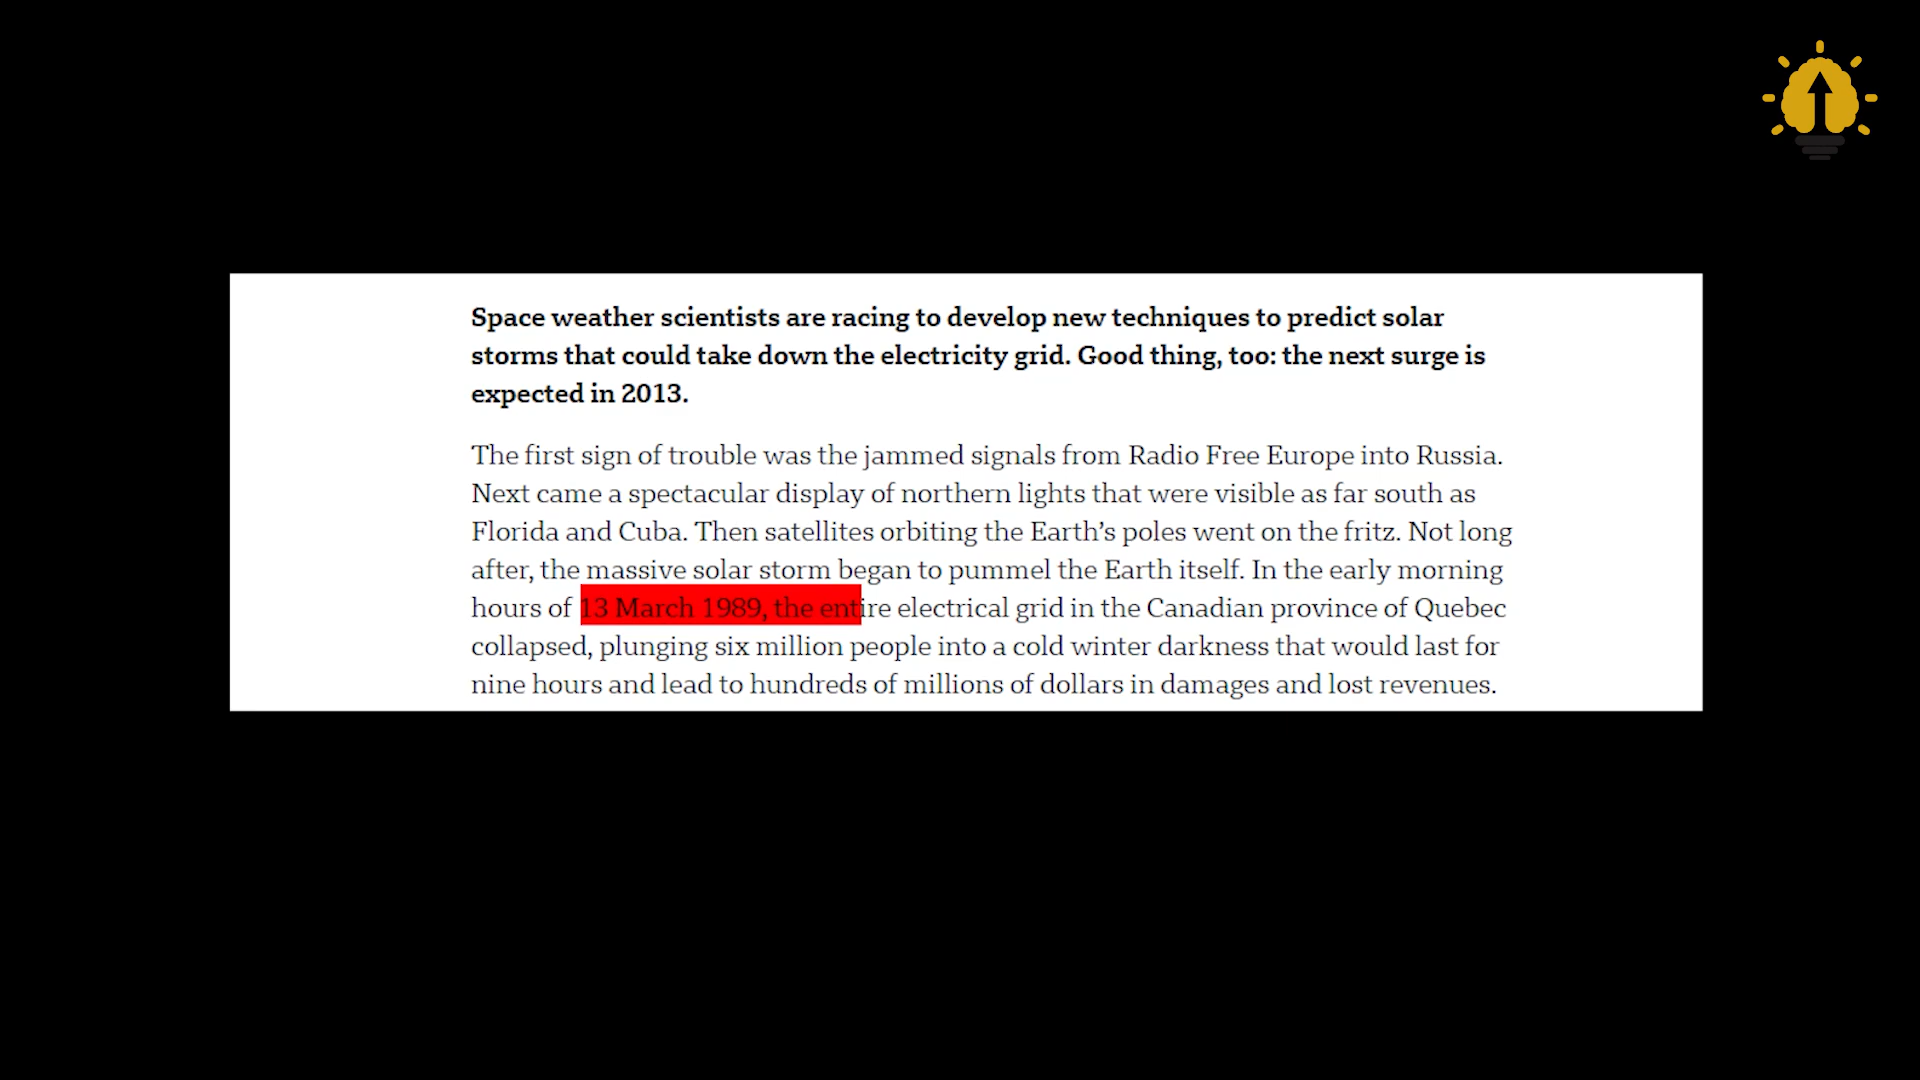 Space weather scientists are racing to develop new techniques to predict solar
storms that could take down the electricity grid. Good thing, too: the next surge is
expected in 2013.
The first sign of trouble was the jammed signals from Radio Free Europe into Russia.
Next came a spectacular display of northern lights that were visible as far south as
Florida and Cuba. Then satellites orbiting the Earth’s poles went on the fritz. Not long
after, the massive solar storm began to pummel the Earth itself. In the early morning
hours of 13 March 1989, the entire electrical grid in the Canadian province of Quebec
collapsed, plunging six million people into a cold winter darkness that would last for
nine hours and lead to hundreds of millions of dollars in damages and lost revenues.